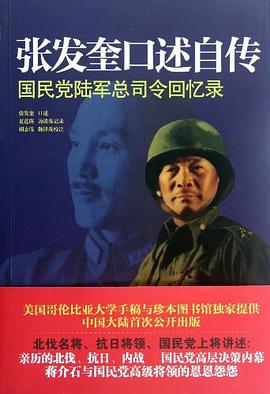 张发奎口述自传
国民党陆军总司令回忆录
张发奎 口述
夏莲瑛 访谈及记录
胡志伟 翻译及校注
美国哥伦比亚大学手稿与珍本图书馆独家提供
中国大陆首次公开出版
北伐名将、抗日将领、国民党上将讲述:
亲历的北伐、抗日、内战 国民党高层决策内幕
蒋介石与国民党高级将领的恩恩怨怨